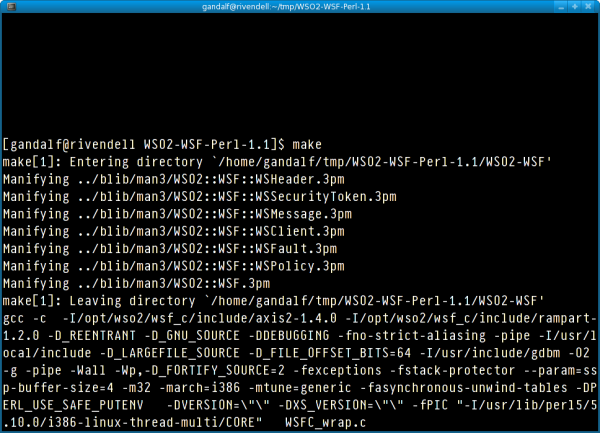 gandalf@rivendell:~/tmp/WSO2-WSF-Perl-1.1
[gandalf@rivendell WSO2-WSF-Perl-1.1]$ make
make[1]: Entering directory `/home/gandalf/tmp/WSO2-WSF-Perl-1.1/WSO2-WSF'
Manifying ../blib/man3/WSO2::WSF::WSHeader.3pm
Manifying ../blib/man3/WSO2::WSF::WSSecurityToken.3pm
Manifying ../blib/man3/WSO2::WSF::WSMessage.3pm
Manifying ../blib/man3/WSO2::WSF::WSClient.3pm
Manifying ../blib/man3/WSO2::WSF::WSFault.3pm
Manifying ../blib/man3/WSO2::WSF::WSPolicy.3pm
Manifying ../blib/man3/WSO2::WSF.3pm
make[1]: Leaving directory `/home/gandalf/tmp/WSO2-WSF-Perl-1.1/WSO2-WSF'
gcc -c  -I/opt/wso2/wsf_c/include/axis2-1.4.0 -I/opt/wso2/wsf_c/include/rampart-
1.2.0 -D_REENTRANT -D_GNU_SOURCE -DDEBUGGING -fno-strict-aliasing -pipe -I/usr/l
ocal/include -D_LARGEFILE_SOURCE -D_FILE_OFFSET_BITS=64 -I/usr/include/gdbm -O2
-g -pipe -Wall -Wp,-D_FORTIFY_SOURCE=2 -fexceptions -fstack-protector --param=ss
p-buffer-size=4 -m32 -march=i386 -mtune=generic -fasynchronous-unwind-tables -DP
ERL_USE_SAFE_PUTENV   -DVERSION=\"\" -DXS_VERSION=\"\" -fPIC "-I/usr/lib/perl5/5
.10.0/i386-linux-thread-multi/CORE"   WSFC_wrap.c